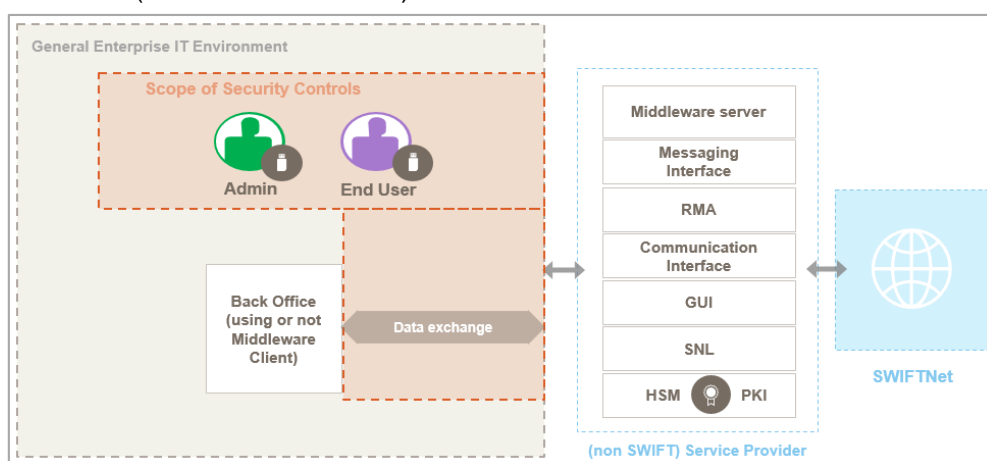 General Enterprise IT Environment
Scope of Security Controls
Admin
End User
Back Office
(using or not
Middleware
Client)
Data exchange
Middleware server
Messaging
Interface
RMA
Communication
Interface
GUI
SNL
HSM PKI
(non SWIFT) Service Provider
SWIFTNet